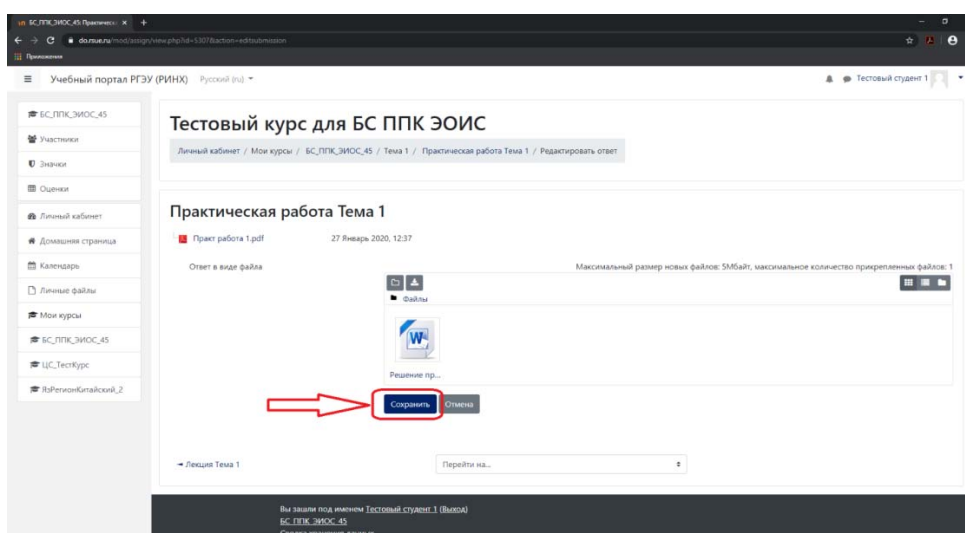 БС_ППК_ЭИОС_45: Практическ
do.rsue.ru/mod/assign/view.php?id=5307&action=editsubmission
Приложения
Учебный портал РГЭУ (РИНХ) Русский (ru)
Тестовый студент 1
БС_ППК_ЭИОС_45
Участники
Значки
Оценки
Личный кабинет
Домашняя страница
Календарь
Личные файлы
Мои курсы
БС_ППК_ЭИОС_45
ЦС_ТестКурс
ЯзРегионКитайский_2
Тестовый курс для БС ППК ЭОИС
Личный кабинет / Мои курсы / БС_ППК_ЭИОС_45 / Тема 1 / Практическая работа Тема 1 / Редактировать ответ
Практическая работа Тема 1
Практ работа 1.pdf 27 Январь 2020, 12:37
Ответ в виде файла
Максимальный размер новых файлов: 5Мбайт, максимальное количество прикрепленных файлов: 1
Файлы
Решение пр...
Сохранить Отмена
→ Лекция Тема 1
Перейти на...
Вы зашли под именем Тестовый студент 1 (Выход)
БС_ППК_ЭИОС_45